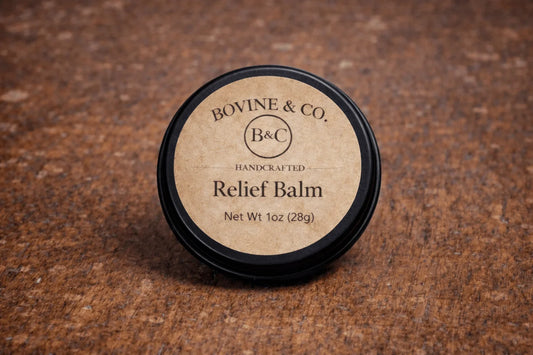 BOVINE & CO.
B&C
HANDCRAFTED
Relief Balm
Net Wt 1oz (28g)